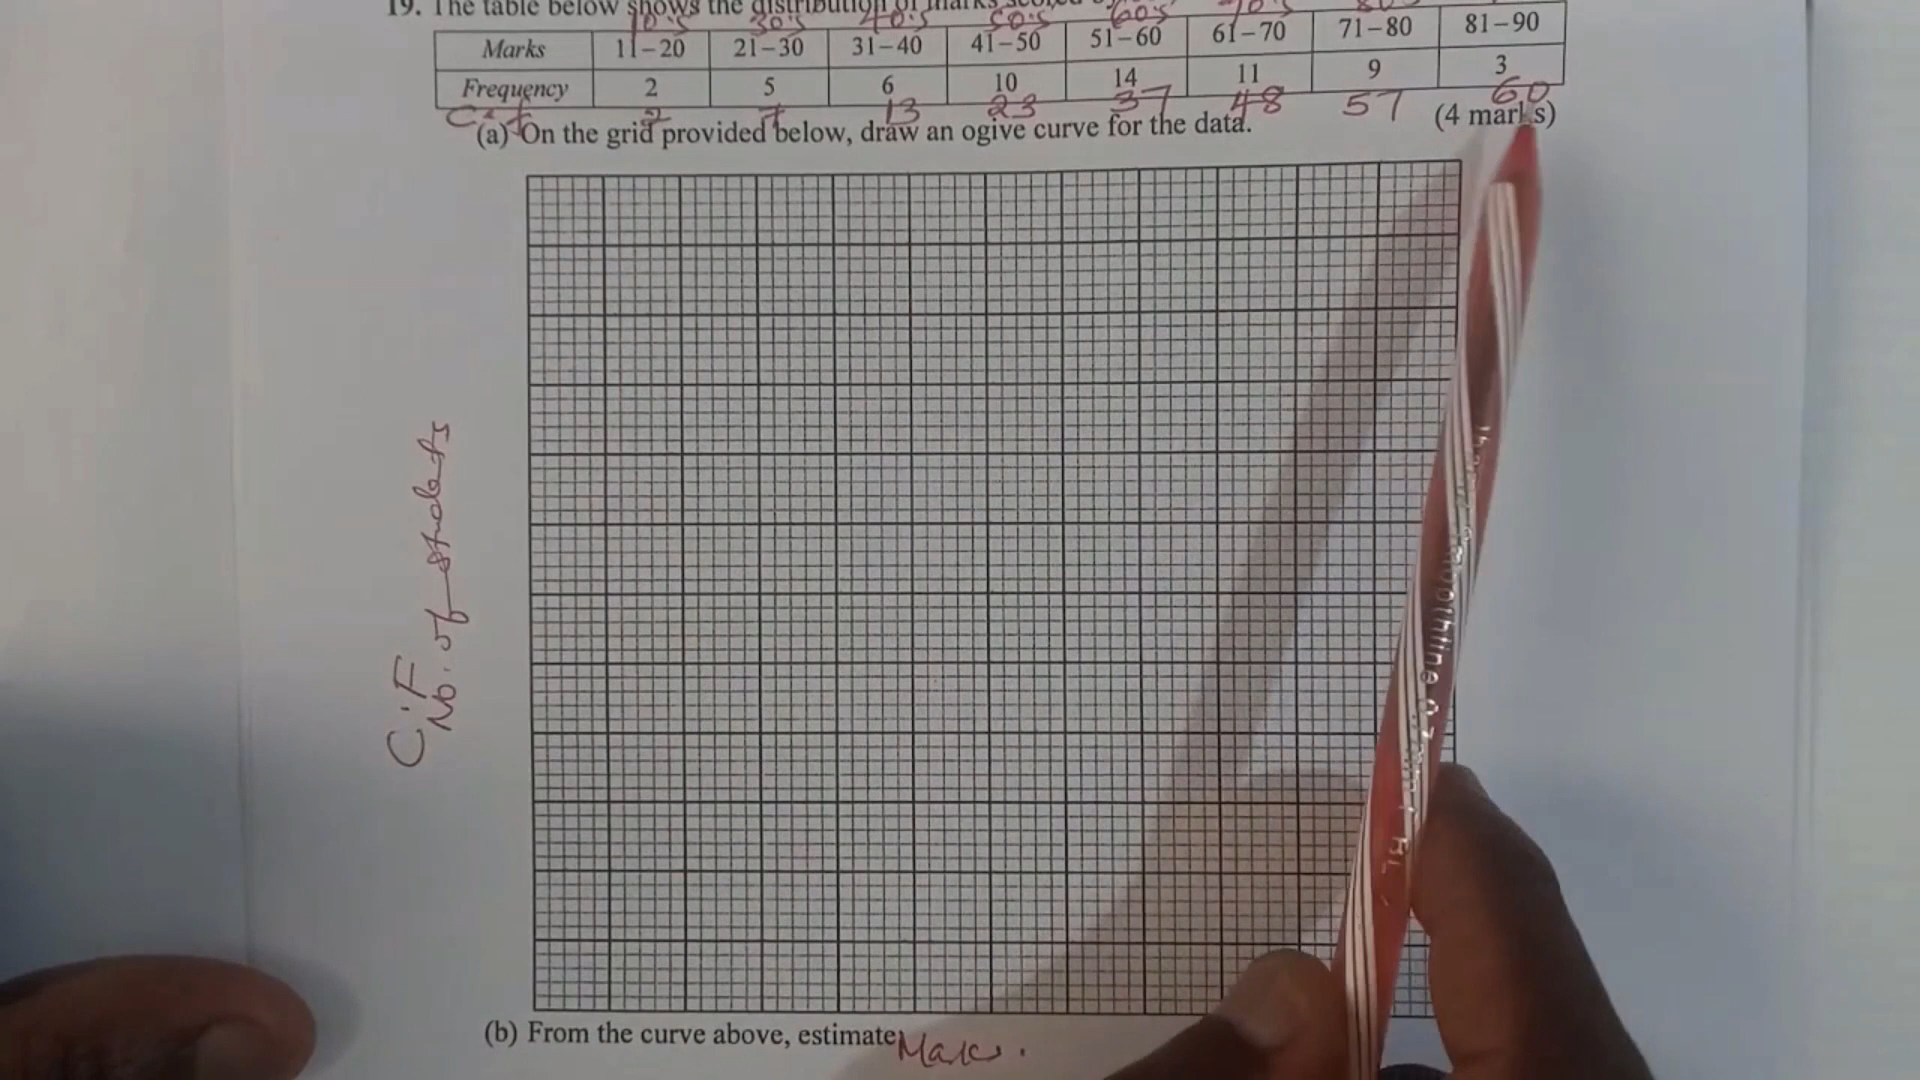 19. The table below shows the distribution of marks scored
10.5 30.5 40.5 50.5 60.5 70.5
Marks 11–20 21–30 31–40 41–50 51–60 61–70 71–80 81–90
Frequency 2 5 6 10 14 11 9 3
C.f 2 7 13 23 37 48 57 60
(a) On the grid provided below, draw an ogive curve for the data. (4 marks)
C.F
No. of students
(b) From the curve above, estimate
Marks.